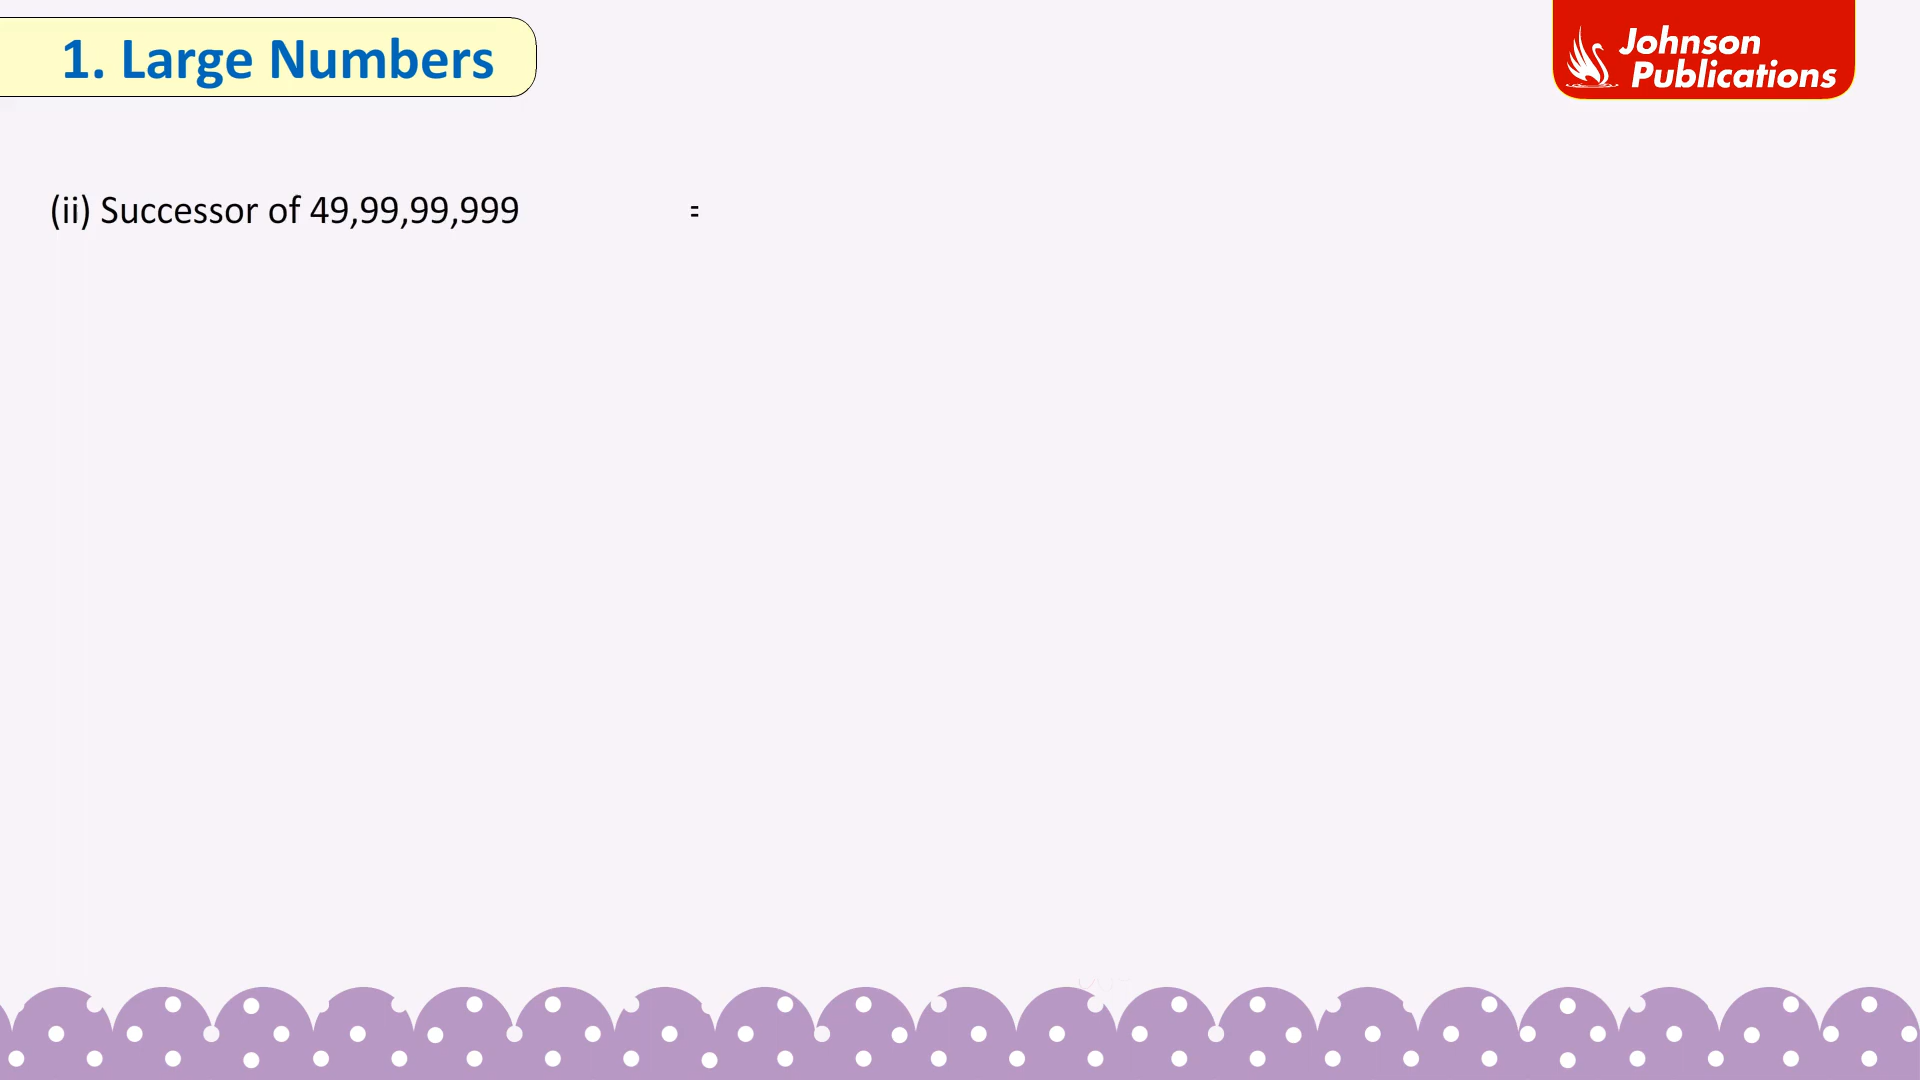 1. Large Numbers
Johnson
Publications
(ii) Successor of 49,99,99,999 =